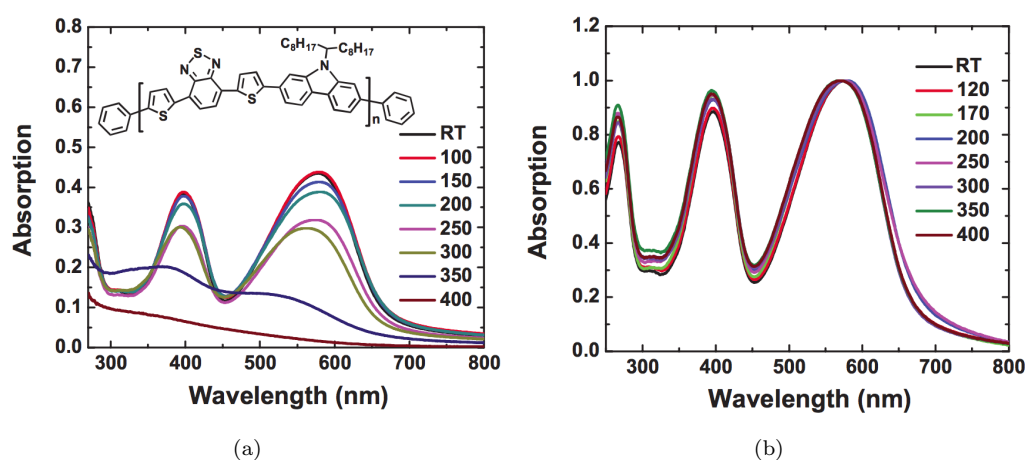 0.8
0.7
0.6
0.5
0.4
0.3
0.2
0.1
0.0
Absorption
300 400 500 600 700 800
Wavelength (nm)
C8H17 C8H17
S
N N
N
S
S
n
RT
100
150
200
250
300
350
400
(a)
1.2
1.0
0.8
0.6
0.4
0.2
0.0
Absorption
300 400 500 600 700 800
Wavelength (nm)
RT
120
170
200
250
300
350
400
(b)